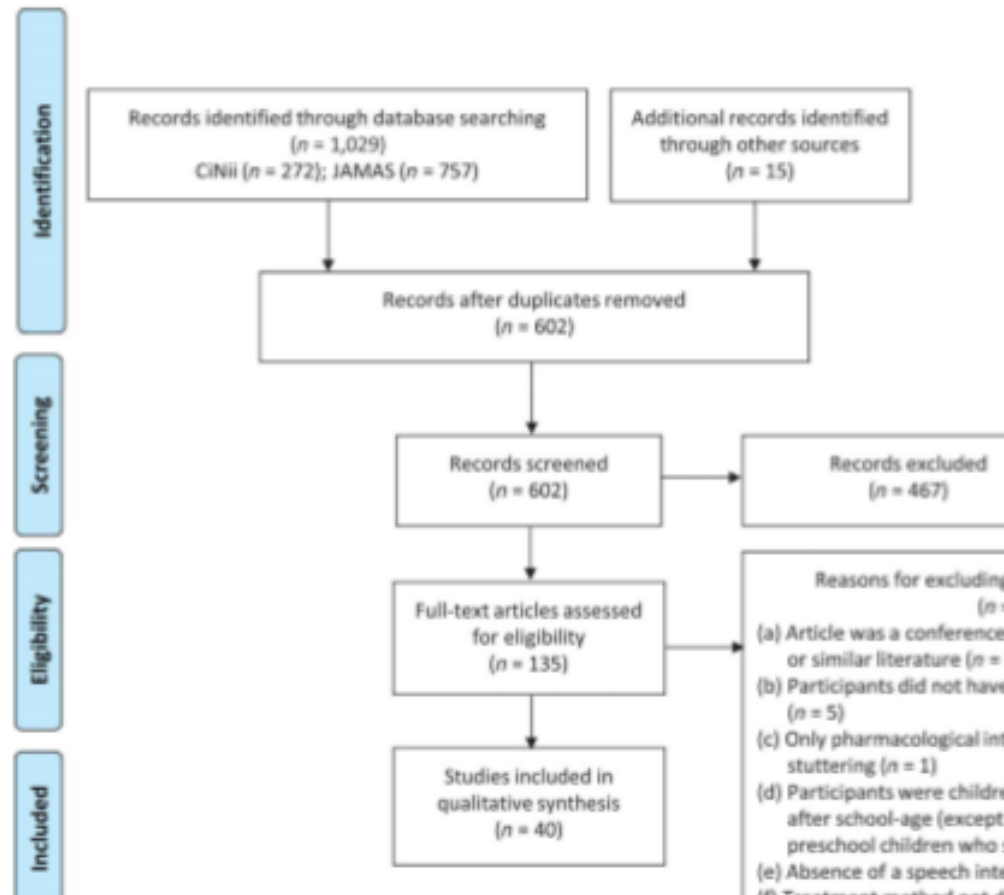 Identification
Records identified through database searching
(n = 1,029)
CiNii (n = 272); JAMAS (n = 757)
Additional records identified
through other sources
(n = 15)
Records after duplicates removed
(n = 602)
Screening
Records screened
(n = 602)
Records excluded
(n = 467)
Eligibility
Full-text articles assessed
for eligibility
(n = 135)
Reasons for excluding
(n =
(a) Article was a conference
or similar literature (n =
(b) Participants did not have
(n = 5)
(c) Only pharmacological int
stuttering (n = 1)
(d) Participants were childre
after school-age (except
preschool children who s
(e) Absence of a speech inte
Included
Studies included in
qualitative synthesis
(n = 40)